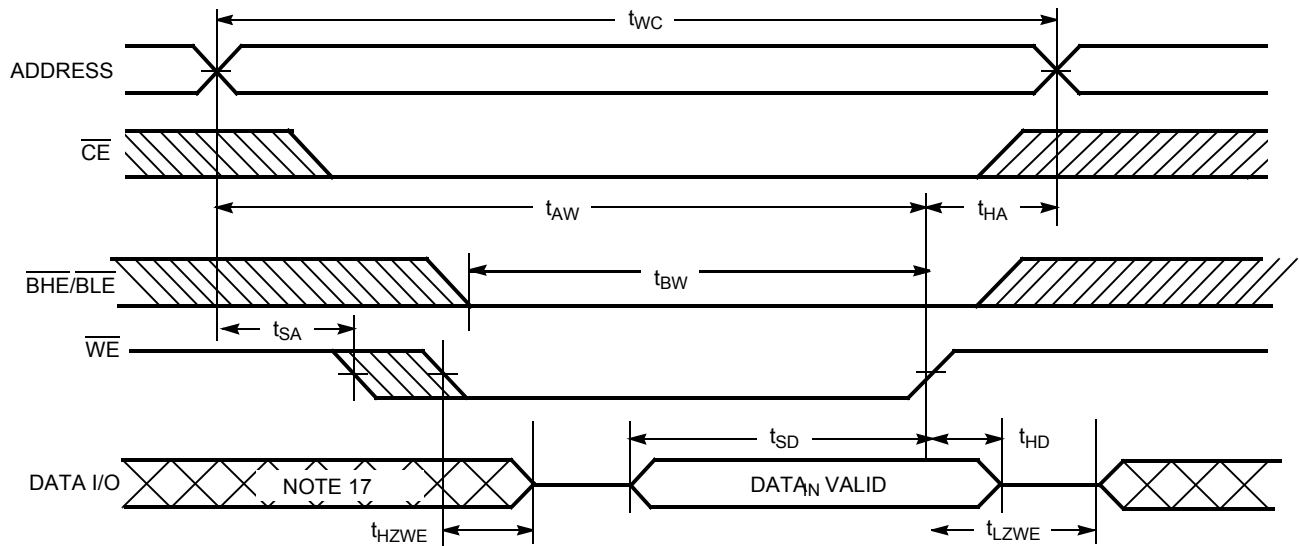 tWC
ADDRESS
CE
tAW
tHA
BHE/BLE
tBW
tSA
WE
tSD
tHD
DATA I/O
NOTE 17
DATAIN VALID
tHZWE
tLZWE